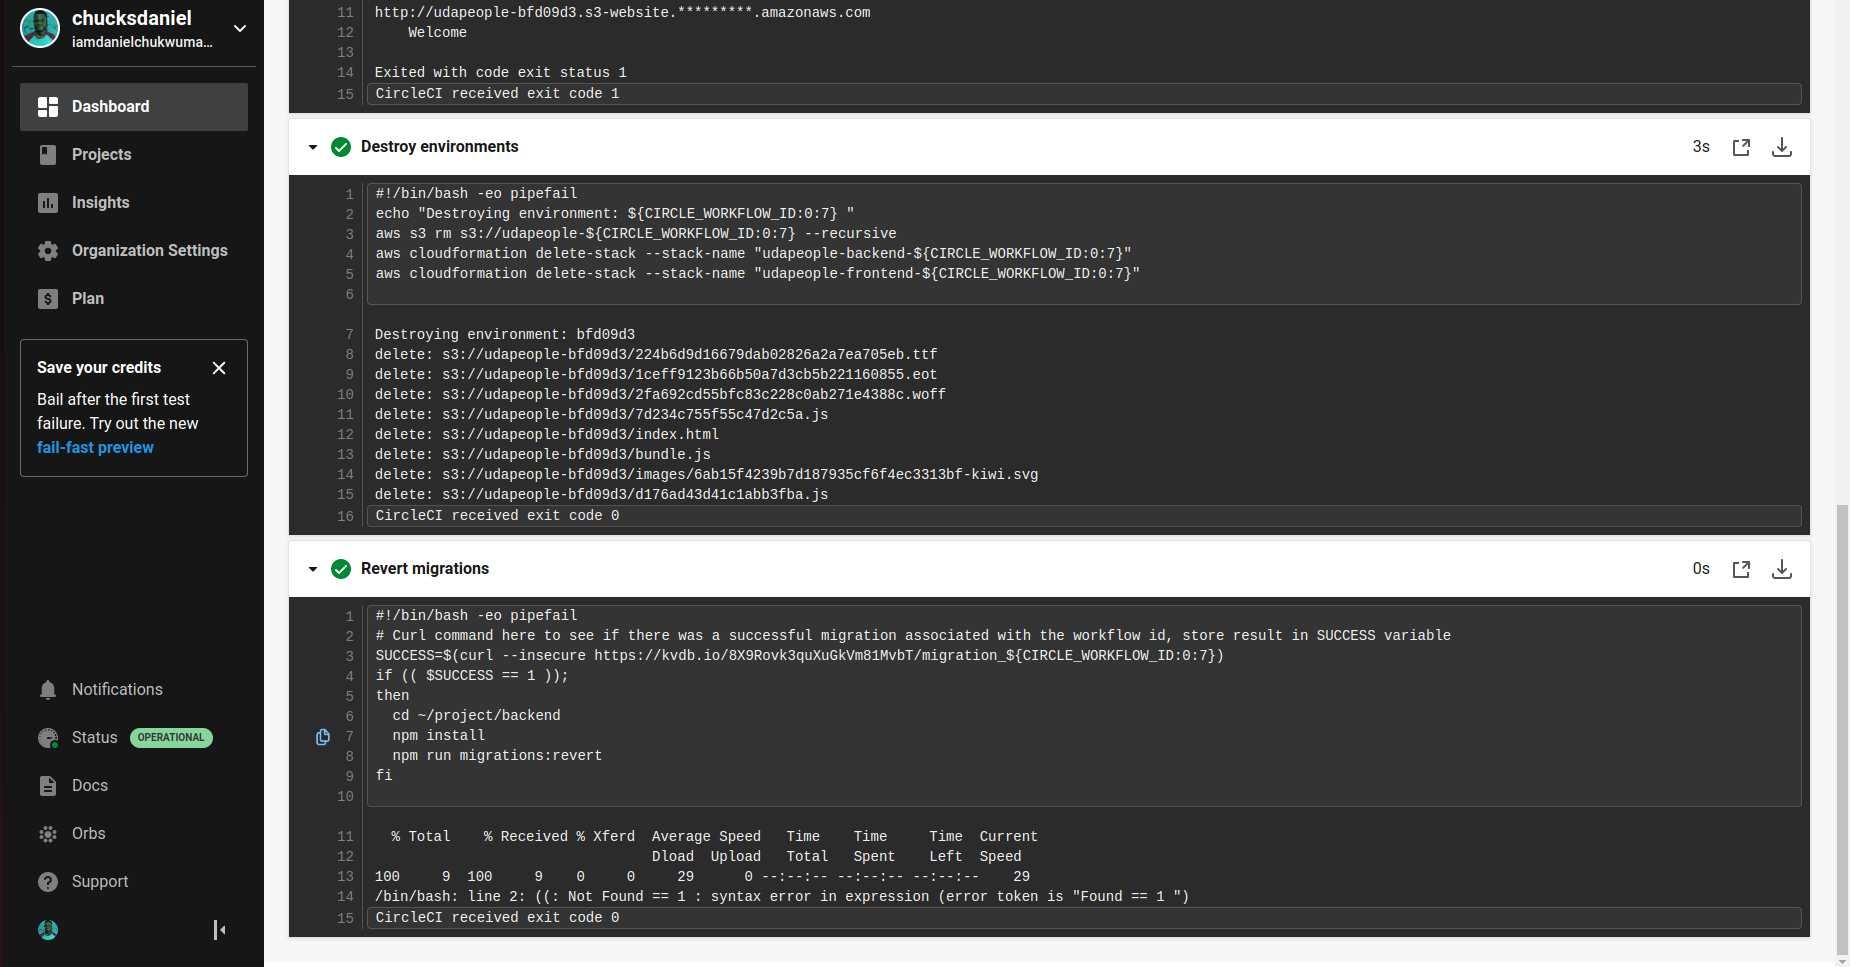 chucksdaniel
iamdanielchukwuma...
Dashboard
Projects
Insights
Organization Settings
Plan
Save your credits
Bail after the first test
failure. Try out the new
fail-fast preview
Notifications
Status OPERATIONAL
Docs
Orbs
Support
11 http://udapeople-bfd09d3.s3-website.*********.amazonaws.com
12     Welcome
13
14 Exited with code exit status 1
15 CircleCI received exit code 1
Destroy environments 3s
1 #!/bin/bash -eo pipefail
2 echo "Destroying environment: ${CIRCLE_WORKFLOW_ID:0:7} "
3 aws s3 rm s3://udapeople-${CIRCLE_WORKFLOW_ID:0:7} --recursive
4 aws cloudformation delete-stack --stack-name "udapeople-backend-${CIRCLE_WORKFLOW_ID:0:7}"
5 aws cloudformation delete-stack --stack-name "udapeople-frontend-${CIRCLE_WORKFLOW_ID:0:7}"
6
7 Destroying environment: bfd09d3
8 delete: s3://udapeople-bfd09d3/224b6d9d16679dab02826a2a7ea705eb.ttf
9 delete: s3://udapeople-bfd09d3/1ceff9123b66b50a7d3cb5b221160855.eot
10 delete: s3://udapeople-bfd09d3/2fa692cd55bfc83c228c0ab271e4388c.woff
11 delete: s3://udapeople-bfd09d3/7d234c755f55c47d2c5a.js
12 delete: s3://udapeople-bfd09d3/index.html
13 delete: s3://udapeople-bfd09d3/bundle.js
14 delete: s3://udapeople-bfd09d3/images/6ab15f4239b7d187935cf6f4ec3313bf-kiwi.svg
15 delete: s3://udapeople-bfd09d3/d176ad43d41c1abb3fba.js
16 CircleCI received exit code 0
Revert migrations 0s
1 #!/bin/bash -eo pipefail
2 # Curl command here to see if there was a successful migration associated with the workflow id, store result in SUCCESS variable
3 SUCCESS=$(curl --insecure https://kvdb.io/8X9Rovk3quXuGkVm81MvbT/migration_${CIRCLE_WORKFLOW_ID:0:7})
4 if (( $SUCCESS == 1 ));
5 then
6   cd ~/project/backend
7   npm install
8   npm run migrations:revert
9 fi
10
11   % Total    % Received % Xferd  Average Speed   Time    Time     Time  Current
12                                  Dload  Upload   Total   Spent    Left  Speed
13 100     9  100     9    0     0     29      0 --:--:-- --:--:-- --:--:--    29
14 /bin/bash: line 2: ((: Not Found == 1 : syntax error in expression (error token is "Found == 1 ")
15 CircleCI received exit code 0